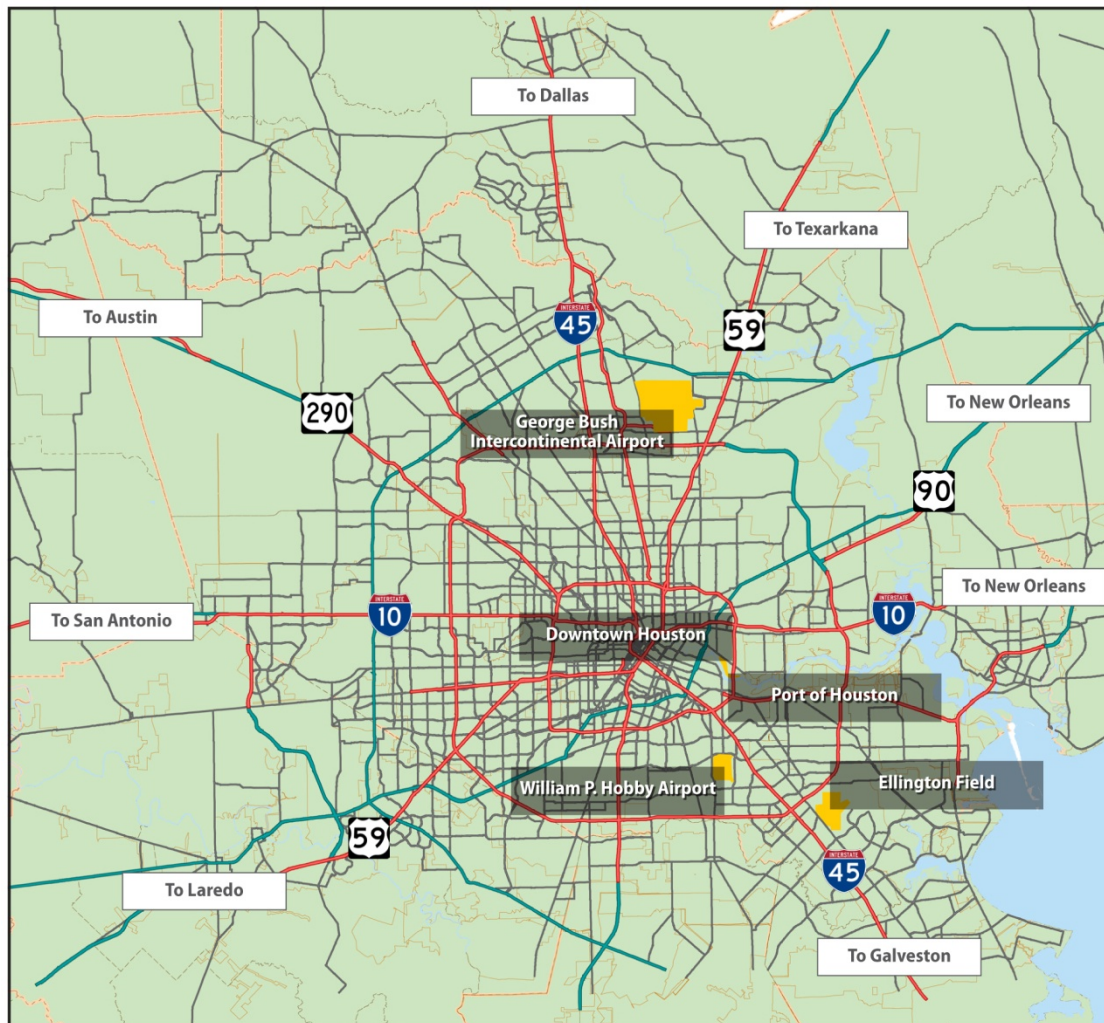 To Dallas
To Texarkana
To Austin
INTERSTATE
45
59
290
To New Orleans
George Bush
Intercontinental Airport
90
To New Orleans
INTERSTATE
10
INTERSTATE
10
To San Antonio
Downtown Houston
Port of Houston
William P. Hobby Airport
Ellington Field
59
INTERSTATE
45
To Laredo
To Galveston